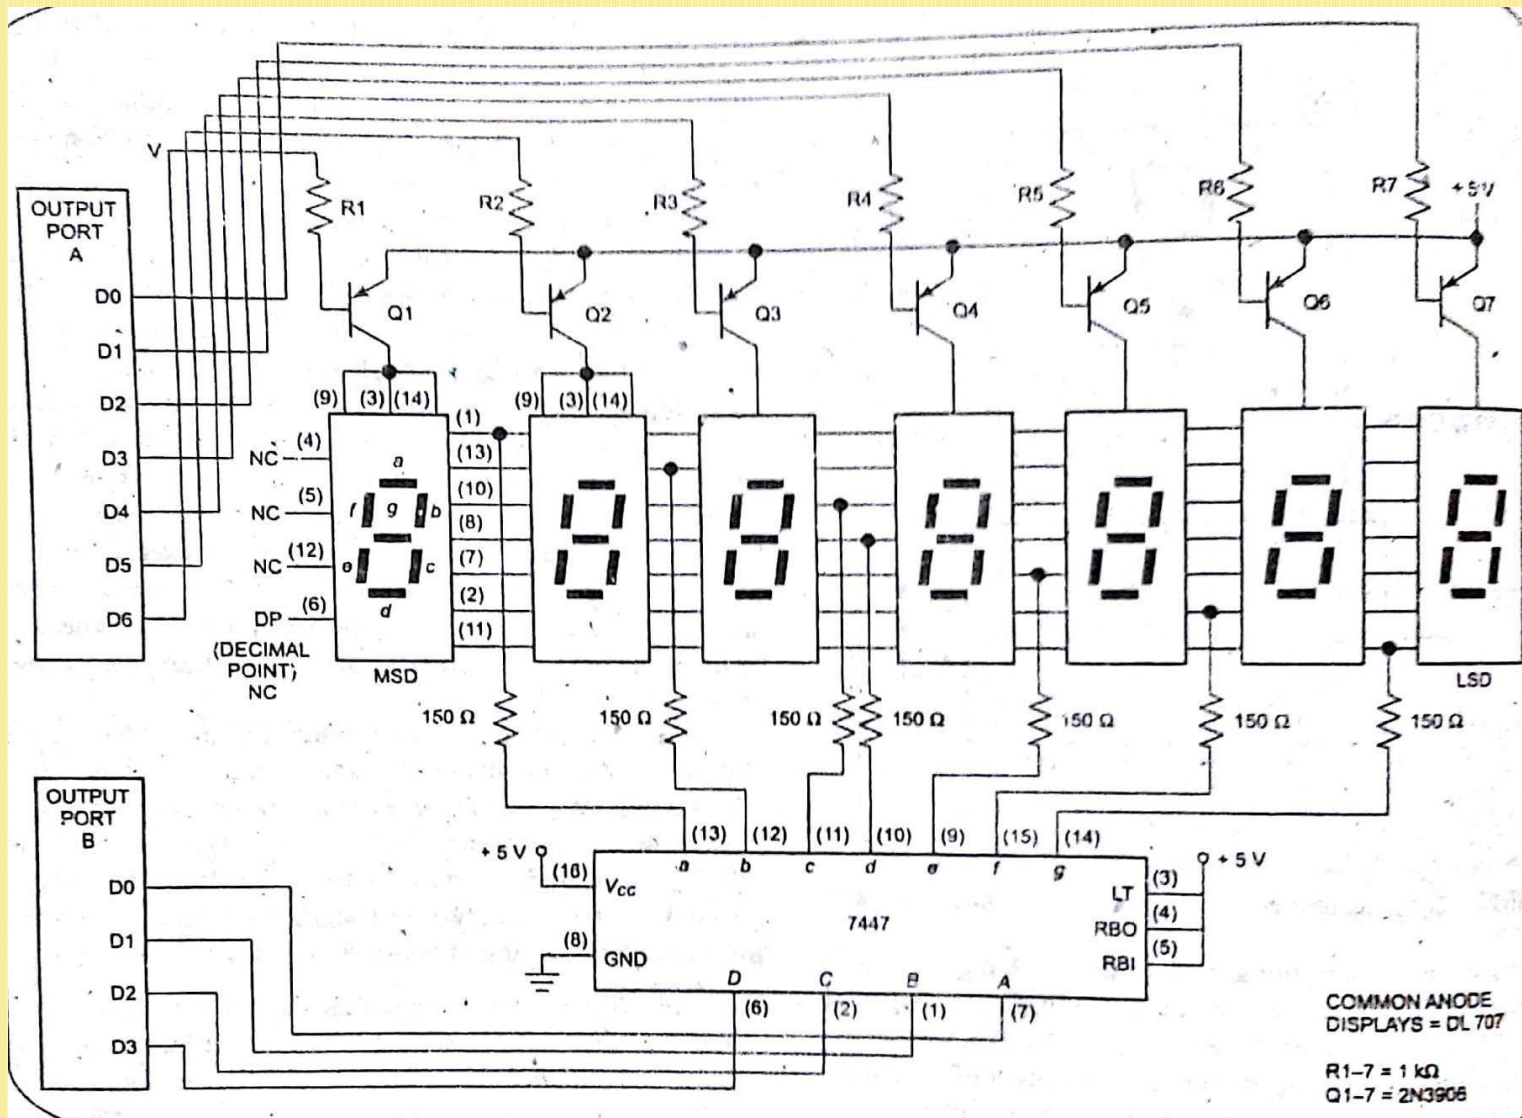 V
R1
R2
R3
R4
R5
R6
R7
+5V
OUTPUT
PORT
A
D0
D1
D2
D3
D4
D5
D6
Q1
Q2
Q3
Q4
Q5
Q6
Q7
(9) (3) (14)
(9) (3) (14)
NC (4)
NC (5)
NC (12)
DP (6)
(DECIMAL
POINT)
NC
a
f g b
e c
d
(1)
(13)
(10)
(8)
(7)
(2)
(11)
MSD
LSD
150 Ω
150 Ω
150 Ω
150 Ω
150 Ω
150 Ω
150 Ω
OUTPUT
PORT
B
D0
D1
D2
D3
(13) (12) (11) (10) (9) (15) (14)
a b c d e f g
+ 5 V
(16) VCC
(8) GND
7447
LT (3)
RBO (4)
RBI (5)
+ 5 V
D C B A
(6) (2) (1) (7)
COMMON ANODE
DISPLAYS = DL 707
R1–7 = 1 kΩ
Q1–7 = 2N3906